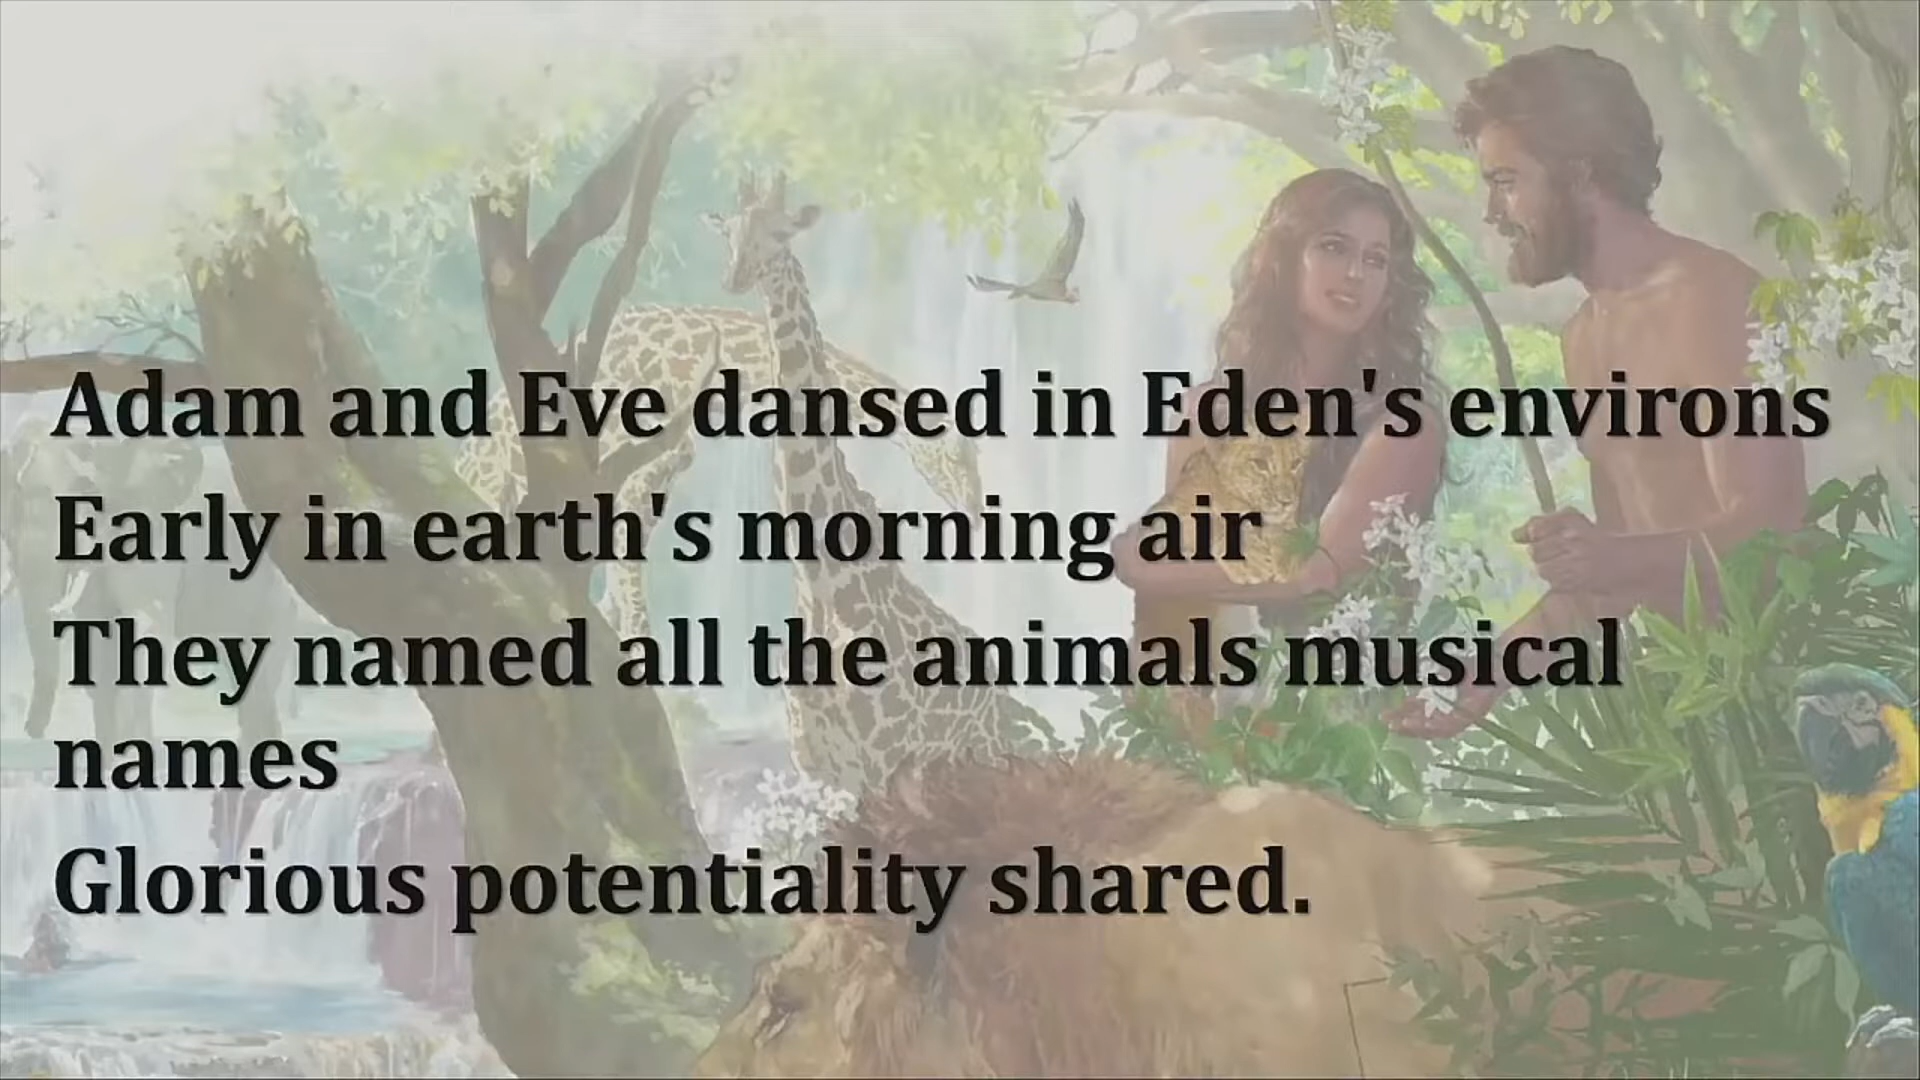 Adam and Eve dansed in Eden's environs
Early in earth's morning air
They named all the animals musical
names
Glorious potentiality shared.